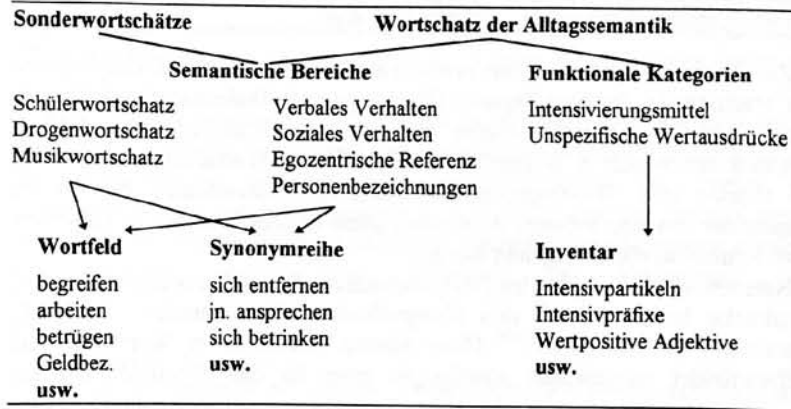 Sonderwortschätze Wortschatz der Alltagssemantik
Semantische Bereiche Funktionale Kategorien
Schülerwortschatz Verbales Verhalten Intensivierungsmittel
Drogenwortschatz Soziales Verhalten Unspezifische Wertausdrücke
Musikwortschatz Egozentrische Referenz
Personenbezeichnungen
Wortfeld Synonymreihe Inventar
begreifen sich entfernen Intensivpartikeln
arbeiten jn. ansprechen Intensivpräfixe
betrügen sich betrinken Wertpositive Adjektive
Geldbez. usw. usw.
usw.